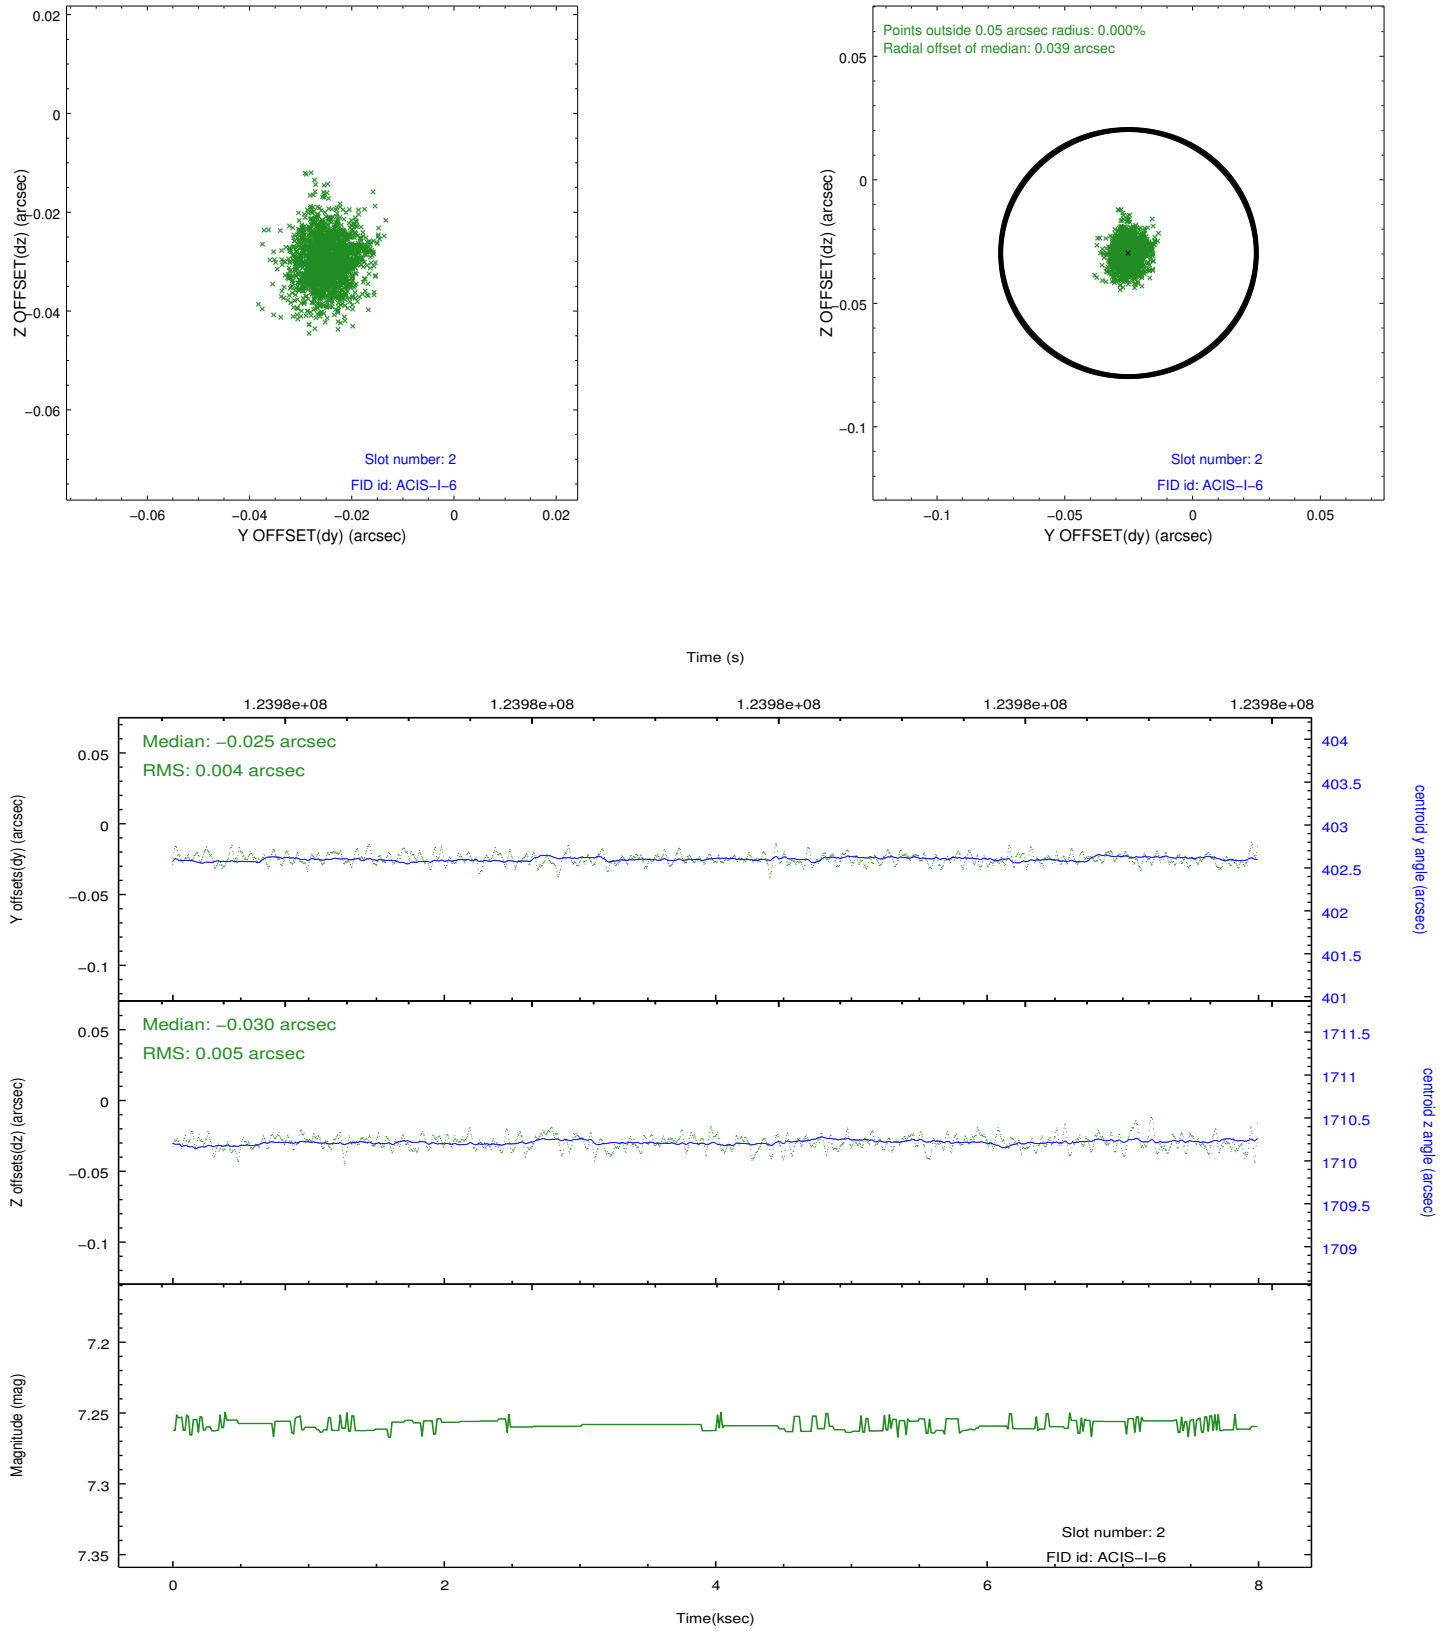 0.02
0
−0.02
−0.04
−0.06
Z OFFSET(dz) (arcsec)
Slot number: 2
FID id: ACIS−I−6
−0.06 −0.04 −0.02 0 0.02
Y OFFSET(dy) (arcsec)
Points outside 0.05 arcsec radius: 0.000%
Radial offset of median: 0.039 arcsec
0.05
0
−0.05
−0.1
Z OFFSET(dz) (arcsec)
Slot number: 2
FID id: ACIS−I−6
−0.1 −0.05 0 0.05
Y OFFSET(dy) (arcsec)
Time (s)
1.2398e+08 1.2398e+08 1.2398e+08 1.2398e+08 1.2398e+08
Median: −0.025 arcsec
RMS: 0.004 arcsec
0.05
0
−0.05
−0.1
Y offsets(dy) (arcsec)
404
403.5
403
402.5
402
401.5
401
centroid y angle (arcsec)
Median: −0.030 arcsec
RMS: 0.005 arcsec
0.05
0
−0.05
−0.1
Z offsets(dz) (arcsec)
1711.5
1711
1710.5
1710
1709.5
1709
centroid z angle (arcsec)
7.2
7.25
7.3
7.35
Magnitude (mag)
Slot number: 2
FID id: ACIS−I−6
0 2 4 6 8
Time(ksec)